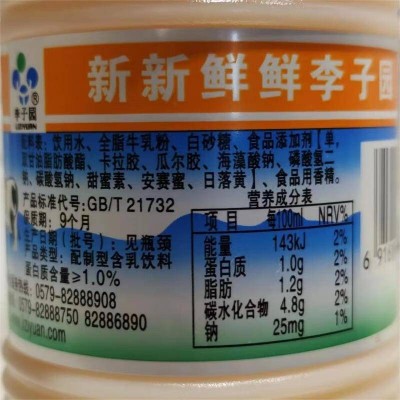 李子园®
LIZIYUAN
新新鲜鲜李子园
饮用水、全脂牛乳粉、白砂糖、食品添加剂【单、
双甘油脂肪酸酯、卡拉胶、瓜尔胶、海藻酸钠、磷酸氢二
钠、碳酸氢钠、甜蜜素、安赛蜜、日落黄】、食品用香精。
产品标准代号:GB/T 21732
保质期:9个月
生产日期(批号):见瓶颈
产品类型:配制型含乳饮料
蛋白质含量≥1.0%
0579-82888908
0579-82888750 82886890
liziyuan.com
营养成分表
项目 每100ml NRV%
能量 143kJ 2%
蛋白质 1.0g 2%
脂肪 1.2g 2%
碳水化合物 4.8g 2%
钠 25mg 1%
6 916